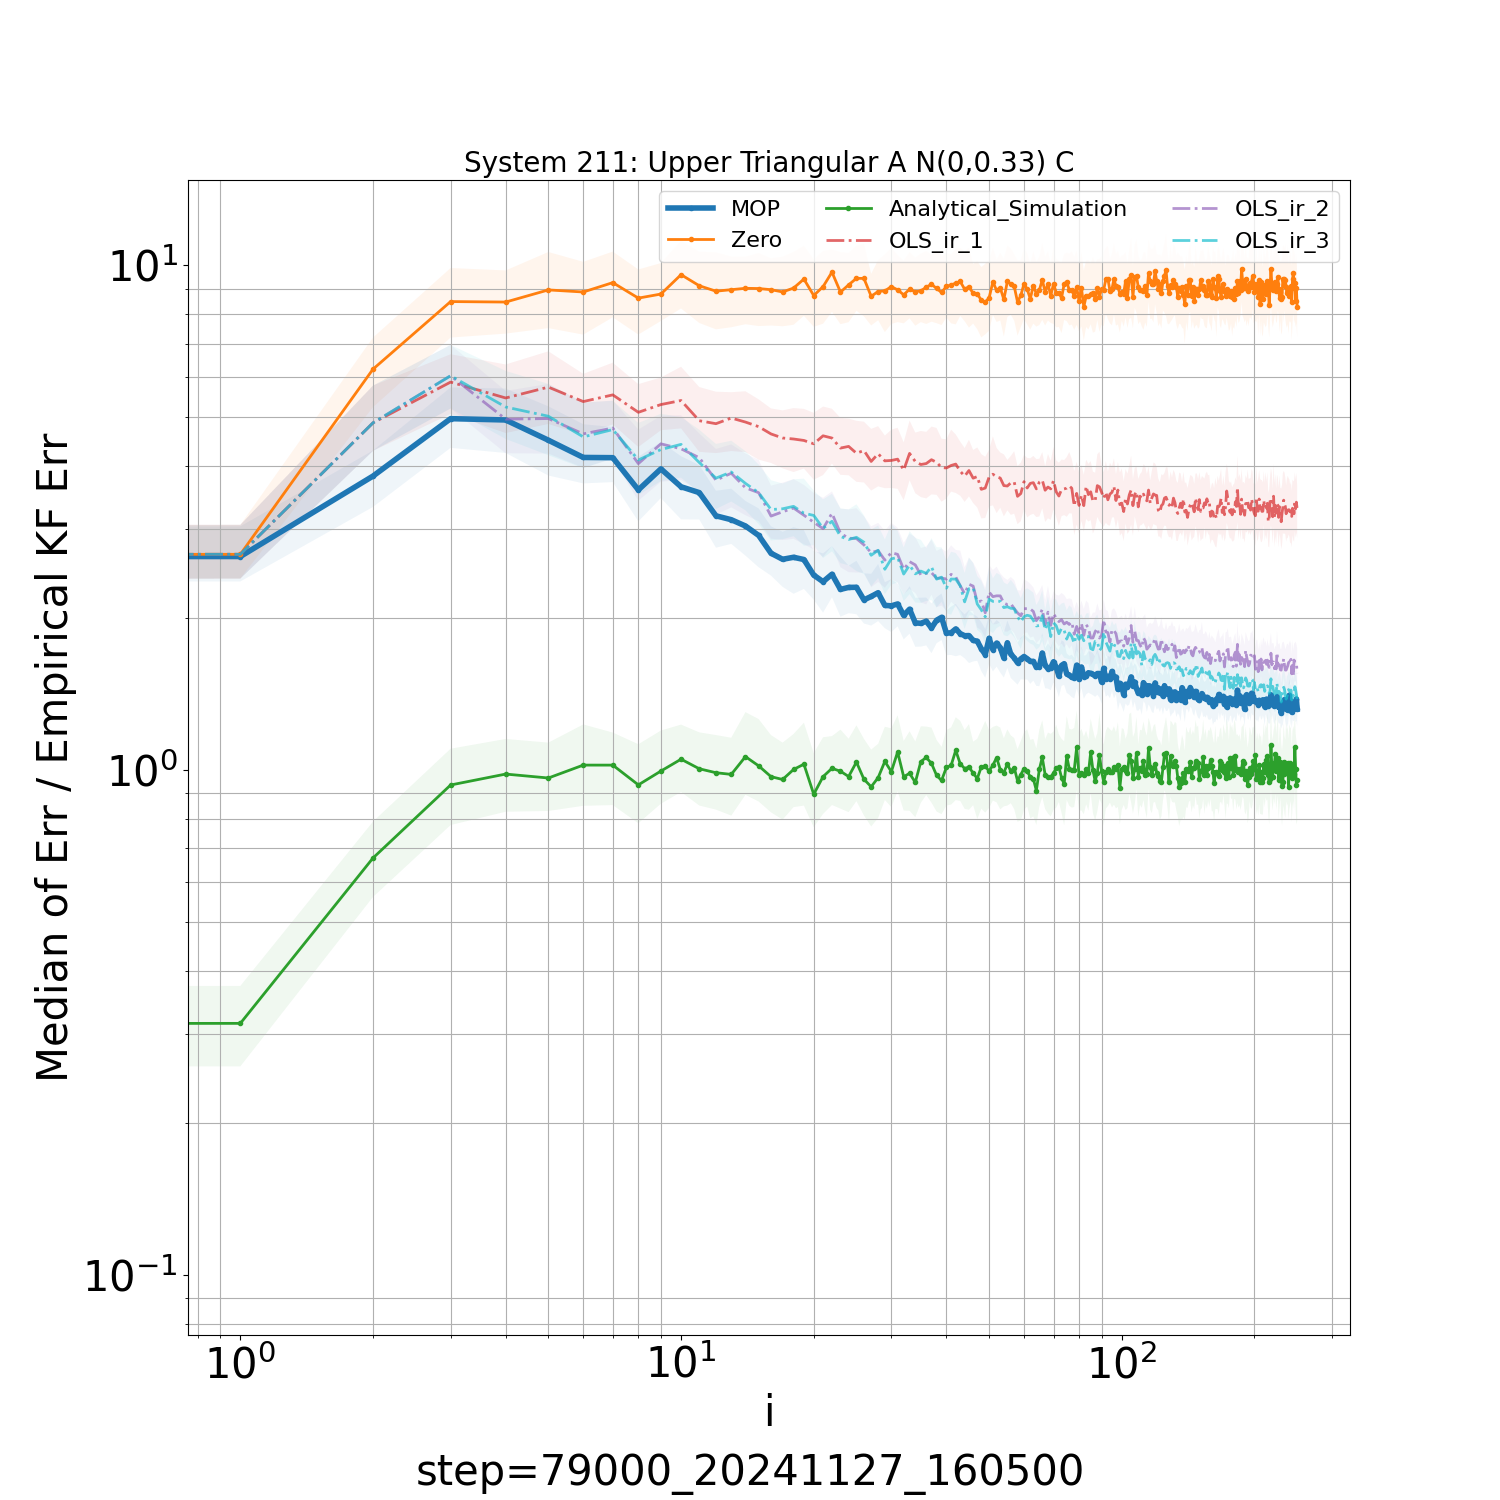 System 211: Upper Triangular A N(0,0.33) C
MOP
Zero
Analytical_Simulation
OLS_ir_1
OLS_ir_2
OLS_ir_3
Median of Err / Empirical KF Err
10¹
10⁰
10⁻¹
10⁰ 10¹ 10²
i
step=79000_20241127_160500